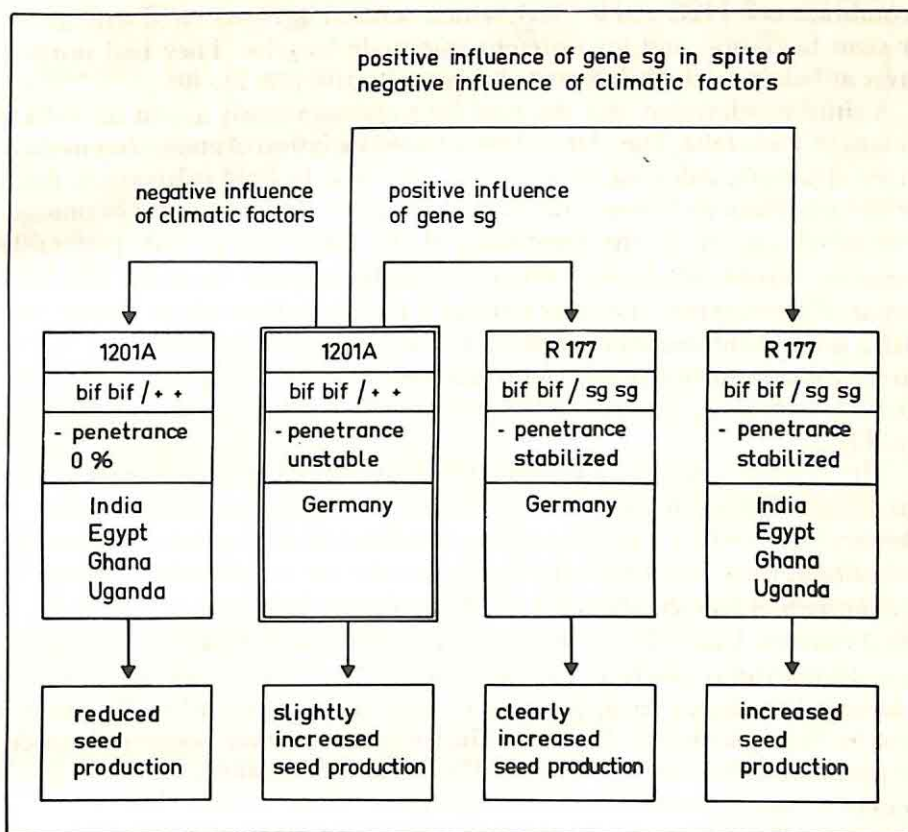 positive influence of gene sg in spite of
negative influence of climatic factors
negative influence
of climatic factors
positive influence
of gene sg
1201A
bif bif / + +
- penetrance
0 %
India
Egypt
Ghana
Uganda
reduced
seed
production
1201A
bif bif / + +
- penetrance
unstable
Germany
slightly
increased
seed production
R 177
bif bif / sg sg
- penetrance
stabilized
Germany
clearly
increased
seed production
R 177
bif bif / sg sg
- penetrance
stabilized
India
Egypt
Ghana
Uganda
increased
seed
production